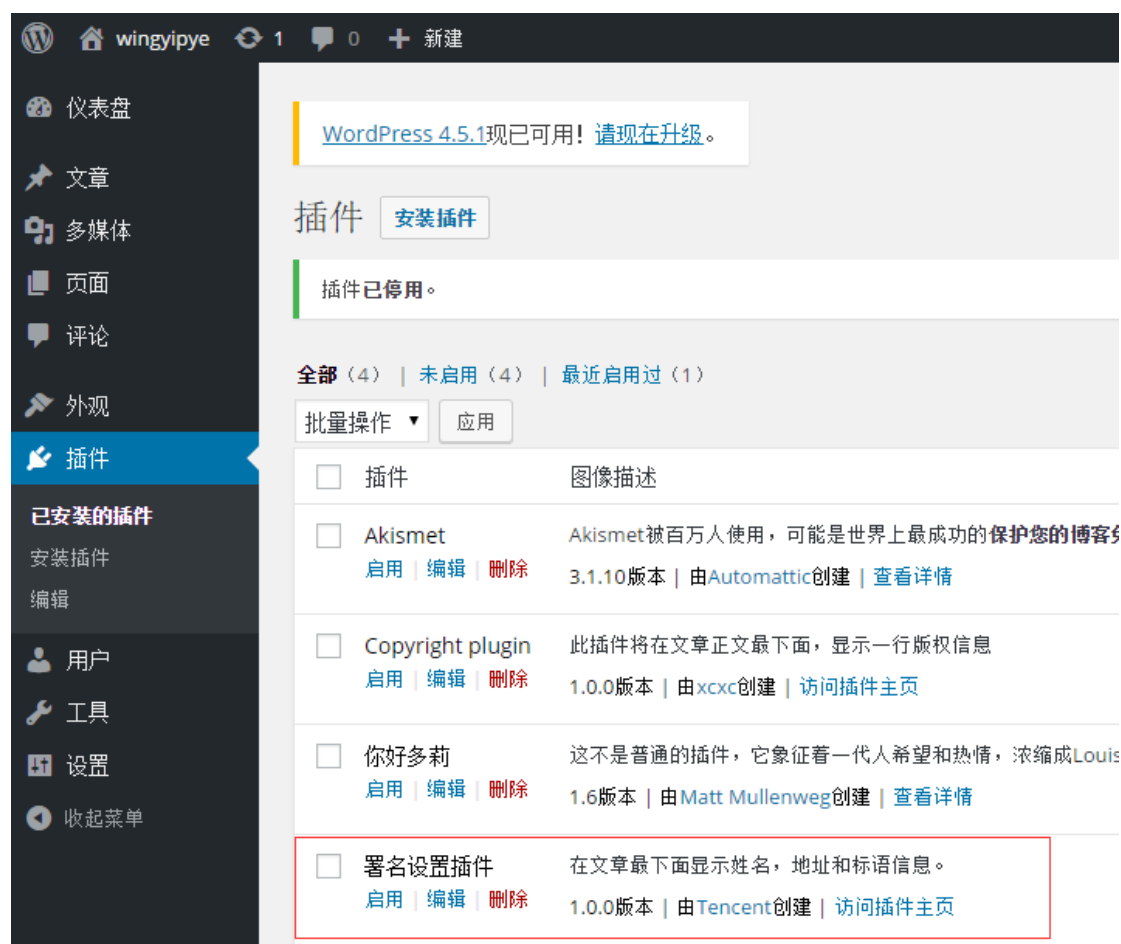 wingyipye 1 0 新建
仪表盘
文章
多媒体
页面
评论
外观
插件
已安装的插件
安装插件
编辑
用户
工具
设置
收起菜单
WordPress 4.5.1现已可用！请现在升级。
插件 安装插件
插件已停用。
全部（4） | 未启用（4） | 最近启用过（1）
批量操作 应用
插件 图像描述
Akismet Akismet被百万人使用，可能是世界上最成功的保护您的博客
启用 | 编辑 | 删除 3.1.10版本 | 由Automattic创建 | 查看详情
Copyright plugin 此插件将在文章正文最下面，显示一行版权信息
启用 | 编辑 | 删除 1.0.0版本 | 由xcxc创建 | 访问插件主页
你好多莉 这不是普通的插件，它象征着一代人希望和热情，浓缩成Louis
启用 | 编辑 | 删除 1.6版本 | 由Matt Mullenweg创建 | 查看详情
署名设置插件 在文章最下面显示姓名，地址和标语信息。
启用 | 编辑 | 删除 1.0.0版本 | 由Tencent创建 | 访问插件主页